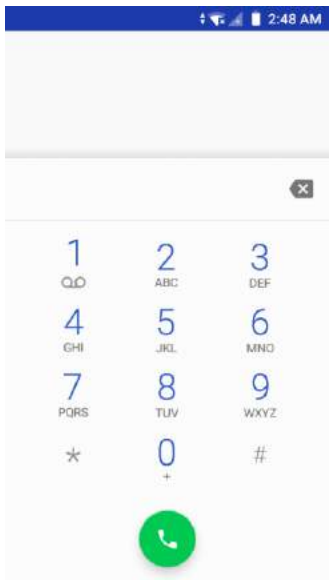 2:48 AM
1 2 3
ABC DEF
4 5 6
GHI JKL MNO
7 8 9
PQRS TUV WXYZ
* 0 #
+